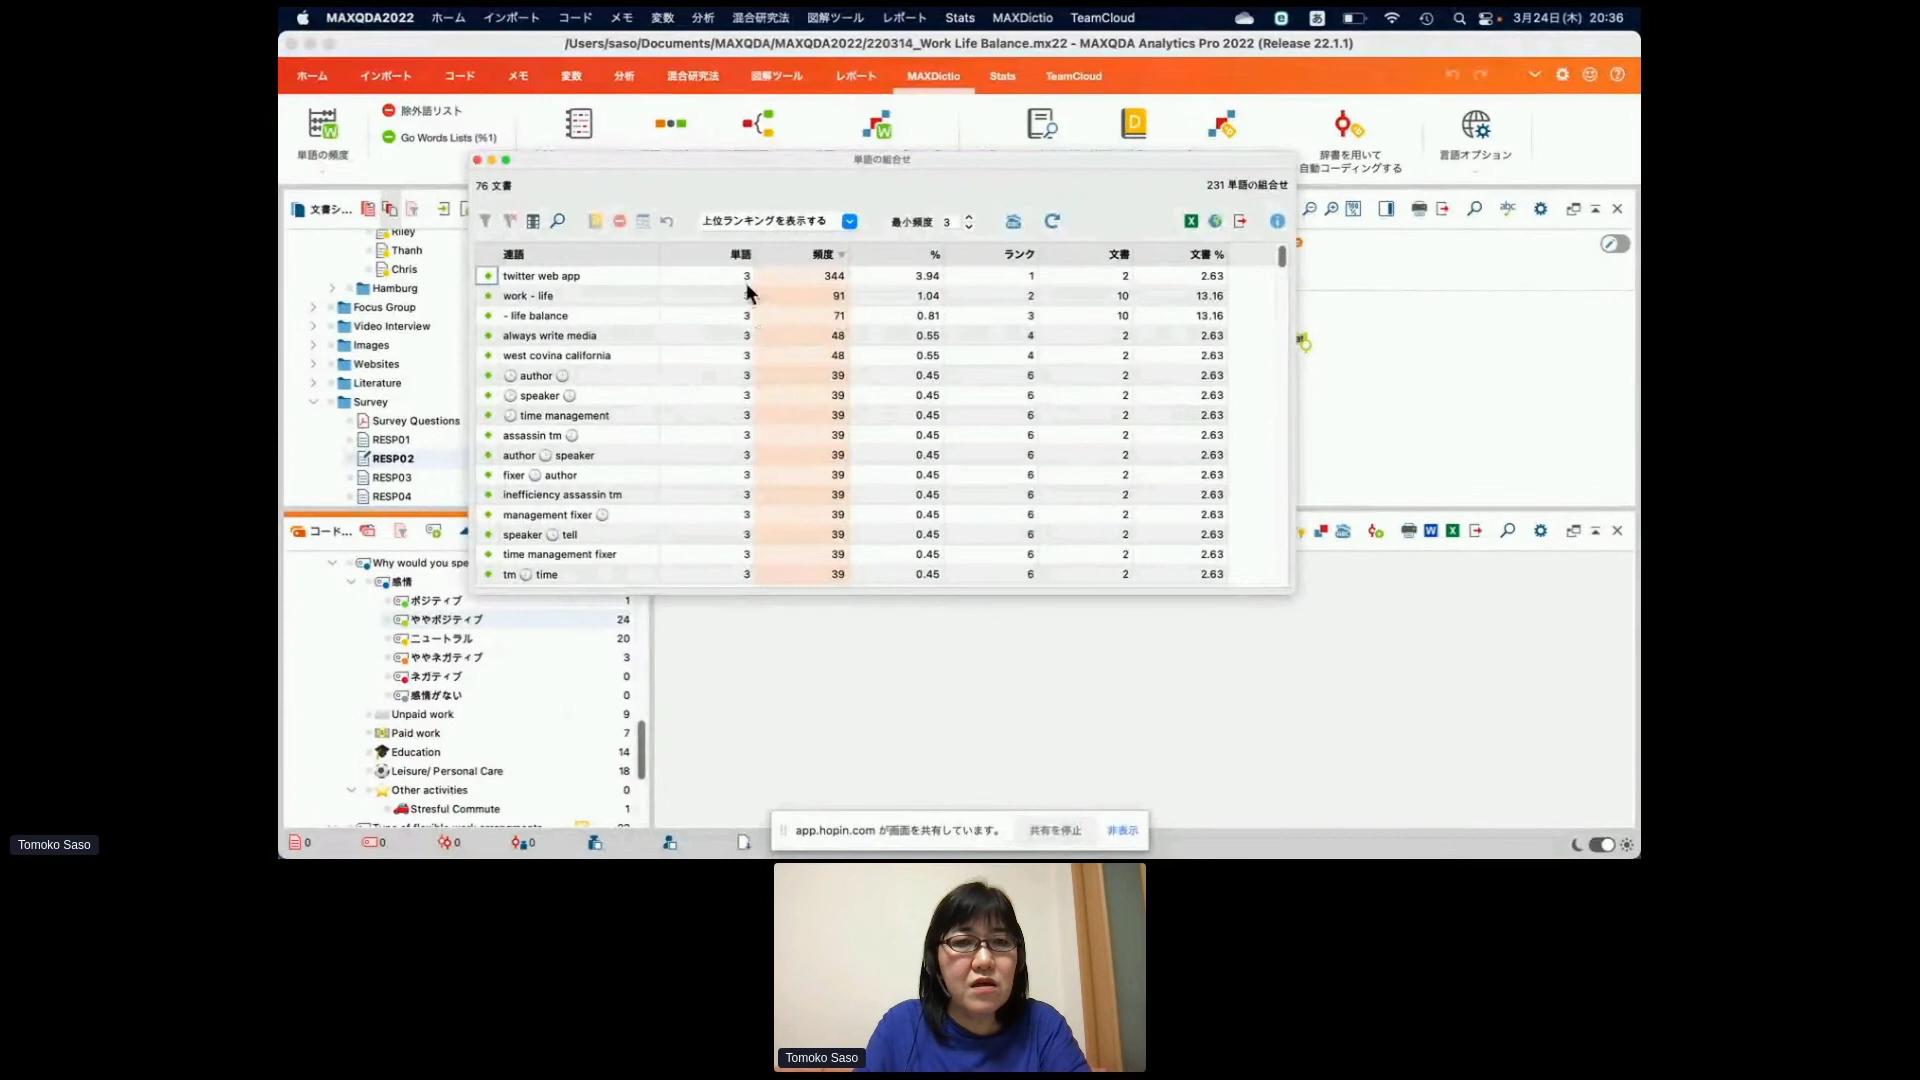 MAXQDA2022 ホーム インポート コード メモ 変数 分析 混合研究法 図解ツール レポート Stats MAXDictio TeamCloud 3月24日(木) 20:36
/Users/saso/Documents/MAXQDA/MAXQDA2022/220314_Work Life Balance.mx22 - MAXQDA Analytics Pro 2022 (Release 22.1.1)
ホーム インポート コード メモ 変数 分析 混合研究法 図解ツール レポート MAXDictio Stats TeamCloud
除外語リスト
Go Words Lists (%1)
単語の頻度
辞書を用いて
自動コーディングする
言語オプション
単語の組合せ
76 文書
231 単語の組合せ
上位ランキングを表示する 最小頻度 3
連語 単語 頻度 % ランク 文書 文書 %
twitter web app 3 344 3.94 1 2 2.63
work - life 91 1.04 2 10 13.16
- life balance 3 71 0.81 3 10 13.16
always write media 3 48 0.55 4 2 2.63
west covina california 3 48 0.55 4 2 2.63
🕒 author 🕒 3 39 0.45 6 2 2.63
🕒 speaker 🕒 3 39 0.45 6 2 2.63
🕒 time management 3 39 0.45 6 2 2.63
assassin tm 🕒 3 39 0.45 6 2 2.63
author 🕒 speaker 3 39 0.45 6 2 2.63
fixer 🕒 author 3 39 0.45 6 2 2.63
inefficiency assassin tm 3 39 0.45 6 2 2.63
management fixer 🕒 3 39 0.45 6 2 2.63
speaker 🕒 tell 3 39 0.45 6 2 2.63
time management fixer 3 39 0.45 6 2 2.63
tm 🕒 time 3 39 0.45 6 2 2.63
文書シ...
Riley
Thanh
Chris
Hamburg
Focus Group
Video Interview
Images
Websites
Literature
Survey
Survey Questions
RESP01
RESP02
RESP03
RESP04
コード...
Why would you spe
感情
ポジティブ 1
ややポジティブ 24
ニュートラル 20
ややネガティブ 3
ネガティブ 0
感情がない 0
Unpaid work 9
Paid work 7
Education 14
Leisure/ Personal Care 18
Other activities 0
Stresful Commute 1
0 0 0 0
app.hopin.com が画面を共有しています。 共有を停止 非表示
Tomoko Saso
Tomoko Saso